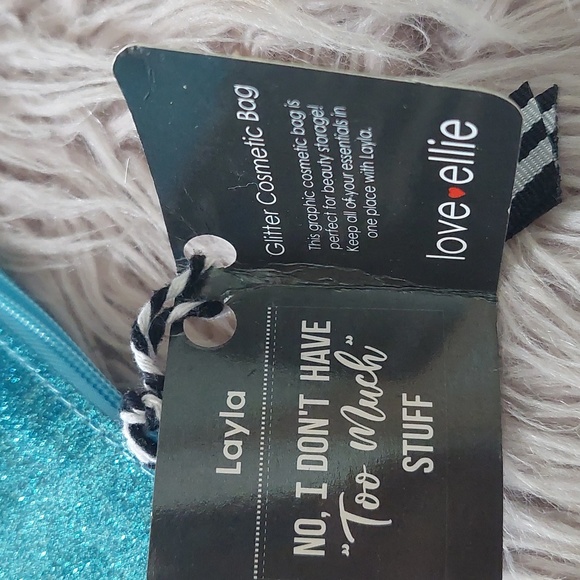 Glitter Cosmetic Bag
This graphic cosmetic bag is
perfect for beauty storage!
Keep all of your essentials in
one place with Layla.
love♥ellie
Layla
NO, I DON'T HAVE
"Too Much"
STUFF